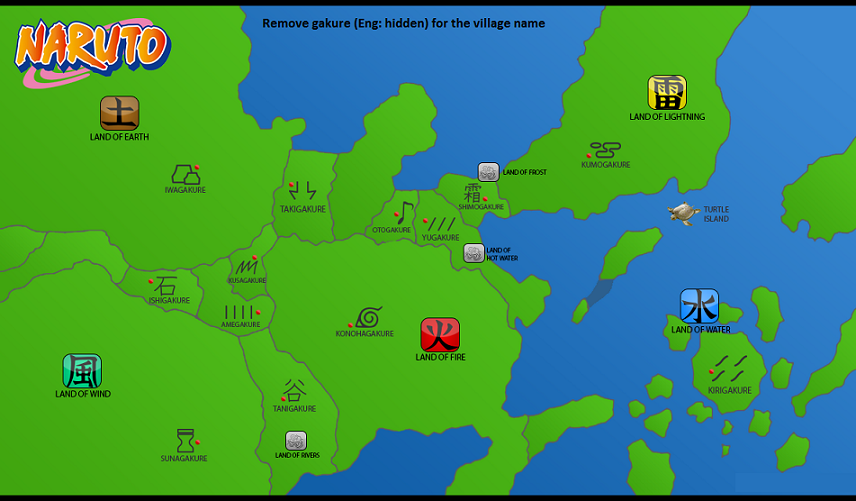 Remove gakure (Eng: hidden) for the village name
NARUTO
土
LAND OF EARTH
雷
LAND OF LIGHTNING
KUMOGAKURE
IWAGAKURE
LAND OF FROST
TAKIGAKURE
霜
SHIMOGAKURE
OTOGAKURE
YUGAKURE
TURTLE
ISLAND
LAND OF
HOT WATER
KUSAGAKURE
石
ISHIGAKURE
AMEGAKURE
KONOHAGAKURE
火
LAND OF FIRE
水
LAND OF WATER
風
LAND OF WIND
谷
TANIGAKURE
KIRIGAKURE
SUNAGAKURE
LAND OF RIVERS